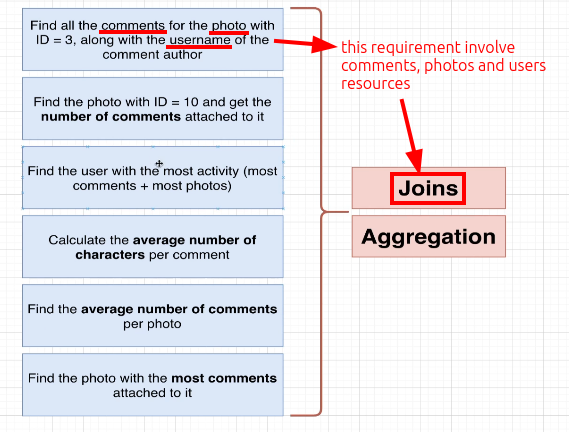 Find all the comments for the photo with
ID = 3, along with the username of the
comment author
this requirement involve
comments, photos and users
resources
Find the photo with ID = 10 and get the
number of comments attached to it
Find the user with the most activity (most
comments + most photos)
Joins
Aggregation
Calculate the average number of
characters per comment
Find the average number of comments
per photo
Find the photo with the most comments
attached to it